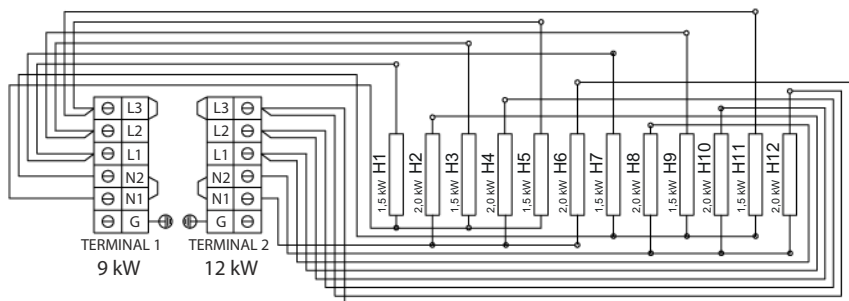 L3
L2
L1
N2
N1
G
TERMINAL 1
9 kW
L3
L2
L1
N2
N1
G
TERMINAL 2
12 kW
1,5 kW H1
2,0 kW H2
1,5 kW H3
2,0 kW H4
1,5 kW H5
2,0 kW H6
1,5 kW H7
2,0 kW H8
1,5 kW H9
2,0 kW H10
1,5 kW H11
2,0 kW H12